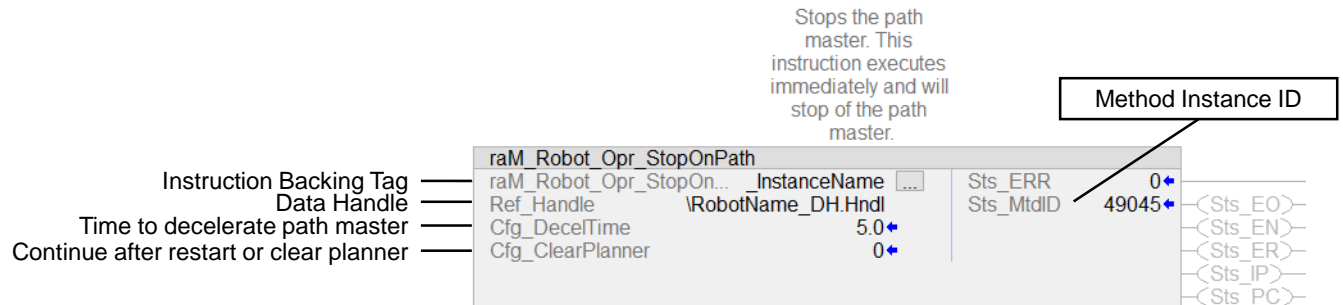 Stops the path
master. This
instruction executes
immediately and will
stop of the path
master.
Method Instance ID
raM_Robot_Opr_StopOnPath
Instruction Backing Tag raM_Robot_Opr_StopOn... _InstanceName ... Sts_ERR 0
Data Handle Ref_Handle \RobotName_DH.Hndl Sts_MtdID 49045 Sts_EO
Time to decelerate path master Cfg_DecelTime 5.0 Sts_EN
Continue after restart or clear planner Cfg_ClearPlanner 0 Sts_ER
Sts_IP
Sts_PC